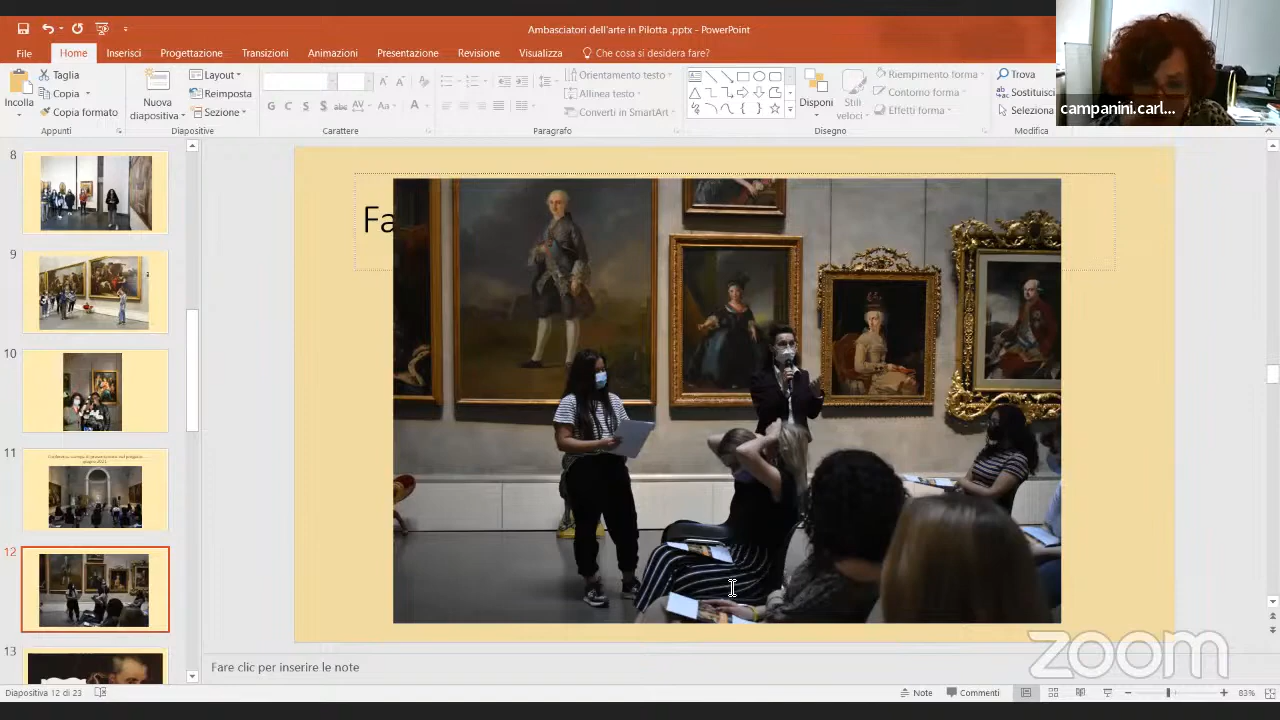 Ambasciatori dell'arte in Pilotta .pptx - PowerPoint
File Home Inserisci Progettazione Transizioni Animazioni Presentazione Revisione Visualizza Che cosa si desidera fare?
Incolla
Taglia
Copia
Copia formato
Appunti
Nuova
diapositiva
Layout
Reimposta
Sezione
Diapositive
G C S S abc AV Aa A
Carattere
Orientamento testo
Allinea testo
Converti in SmartArt
Paragrafo
Disponi
Stili
veloci
Riempimento forma
Contorno forma
Effetti forma
Disegno
Trova
Sostituisci
Seleziona
Modifica
campanini.carl...
8
9
10
11
12
13
Fa
Fare clic per inserire le note
zoom
Diapositiva 12 di 23
Note Commenti 83%